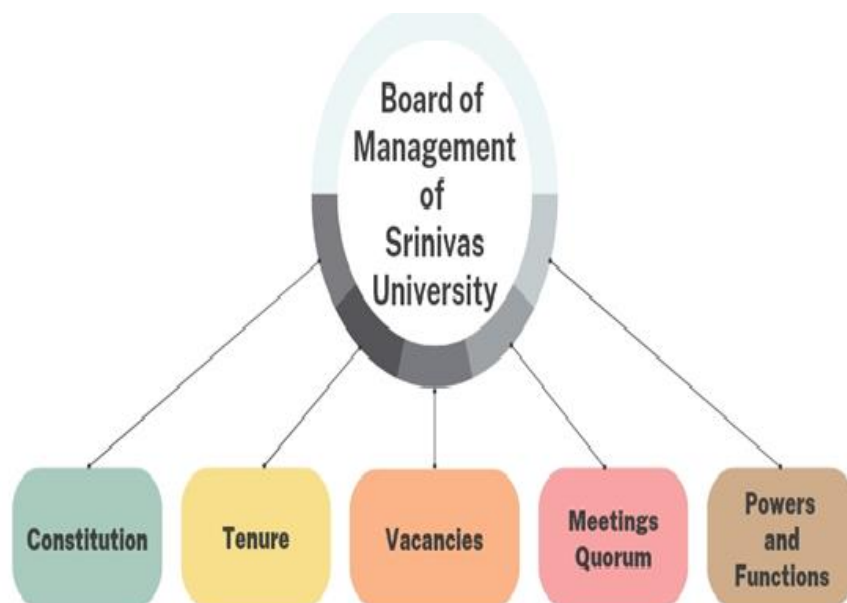 Board of
Management
of
Srinivas
University
Constitution
Tenure
Vacancies
Meetings
Quorum
Powers
and
Functions